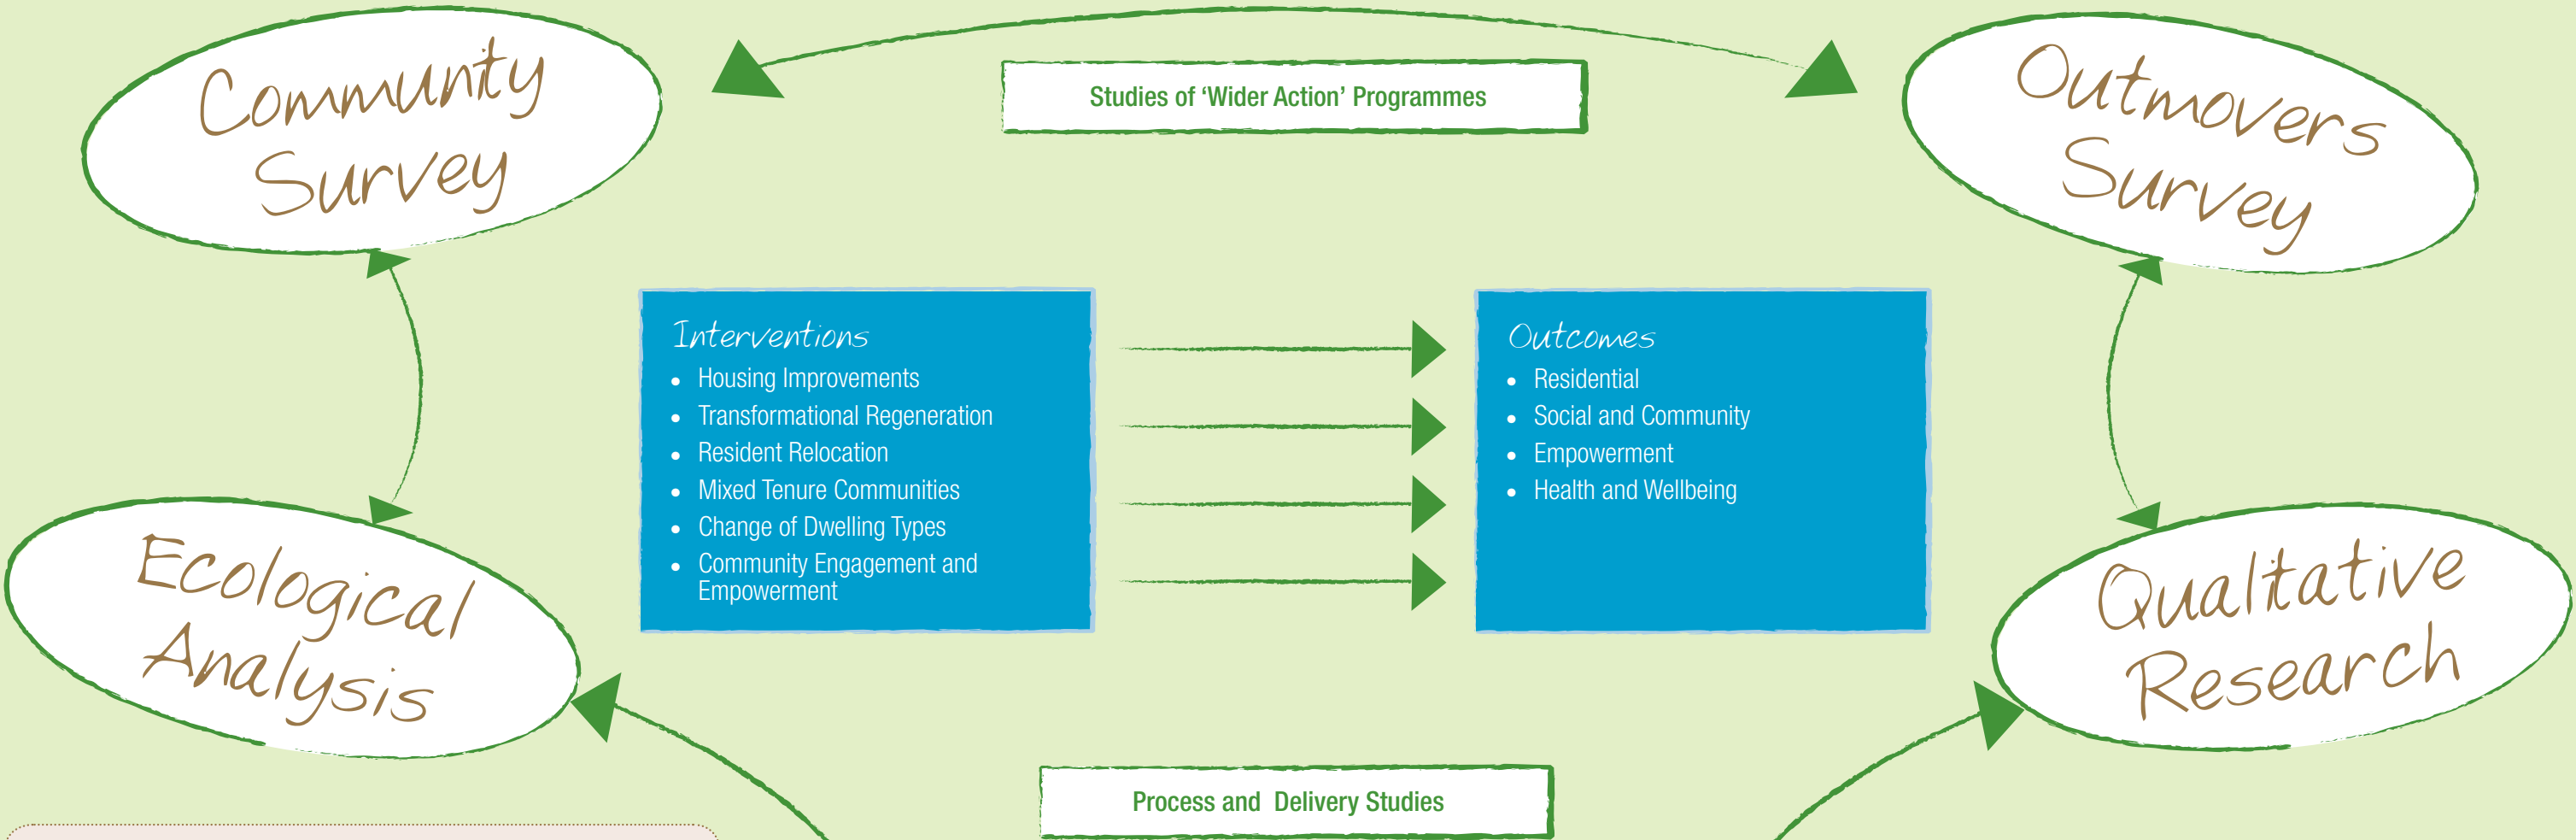 Community
Survey
Studies of ‘Wider Action’ Programmes
Outmovers
Survey
Interventions
• Housing Improvements
• Transformational Regeneration
• Resident Relocation
• Mixed Tenure Communities
• Change of Dwelling Types
• Community Engagement and
Empowerment
Outcomes
• Residential
• Social and Community
• Empowerment
• Health and Wellbeing
Ecological
Analysis
Qualitative
Research
Process and Delivery Studies